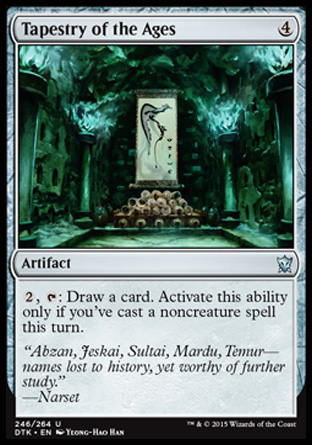 Tapestry of the Ages 4
Artifact
2, T: Draw a card. Activate this ability
only if you've cast a noncreature spell
this turn.
"Abzan, Jeskai, Sultai, Mardu, Temur—
names lost to history, yet worthy of further
study."
—Narset
246/264 U
DTK • EN Yeong-Hao Han ™ & © 2015 Wizards of the Coast